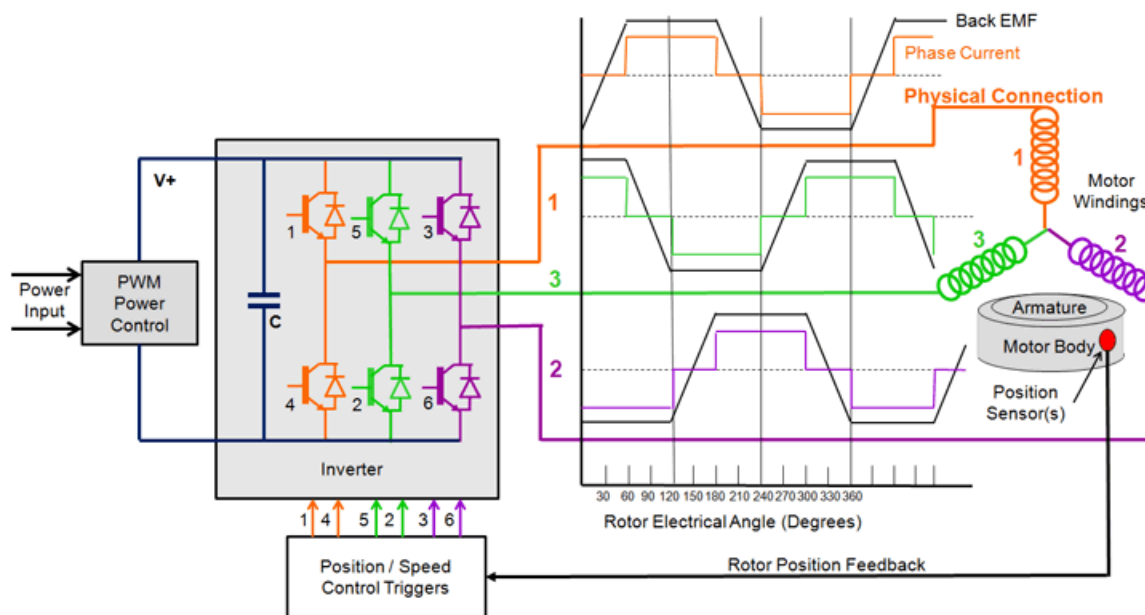 Back EMF
Phase Current
Physical Connection
V+
1
5
3
1
1
Motor
Windings
3
2
Power
Input
PWM
Power
Control
C
3
Armature
Motor Body
4
2
6
2
Position
Sensor(s)
Inverter
30 60 90 120 180 210 240 270 300 330 360
Rotor Electrical Angle (Degrees)
1 4 5 2 3 6
Position / Speed
Control Triggers
Rotor Position Feedback